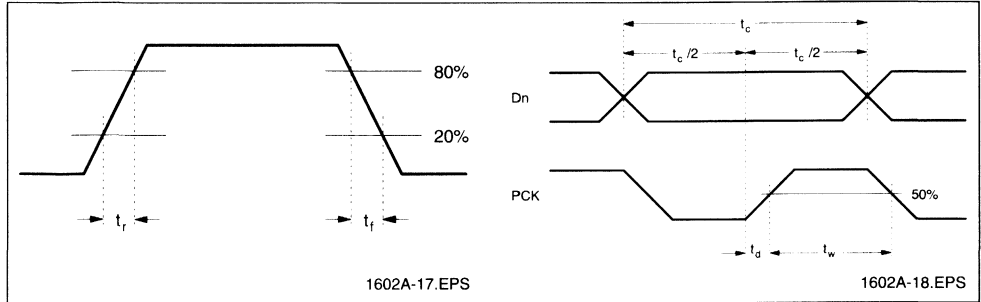 80%
20%
tr
tf
1602A-17.EPS
tc
tc /2
tc /2
Dn
PCK
50%
td
tw
1602A-18.EPS